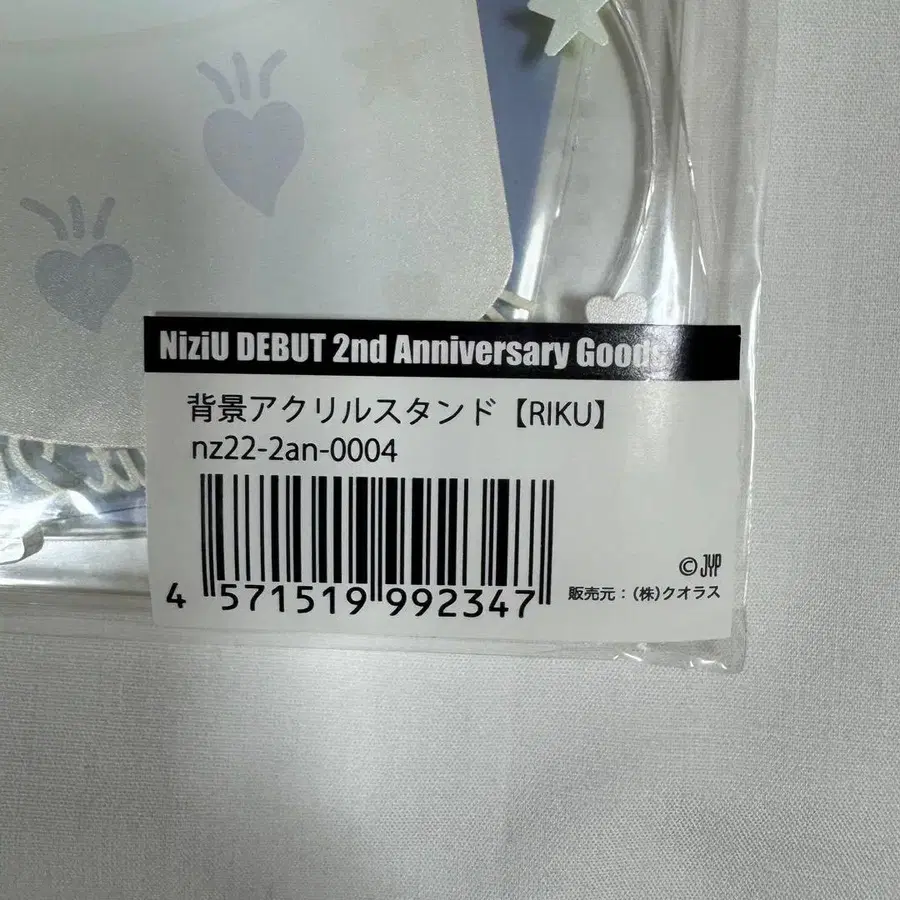 NiziU DEBUT 2nd Anniversary Goods
背景アクリルスタンド【RIKU】
nz22-2an-0004
4 571519 992347
© JYP
販売元：(株)クオラス